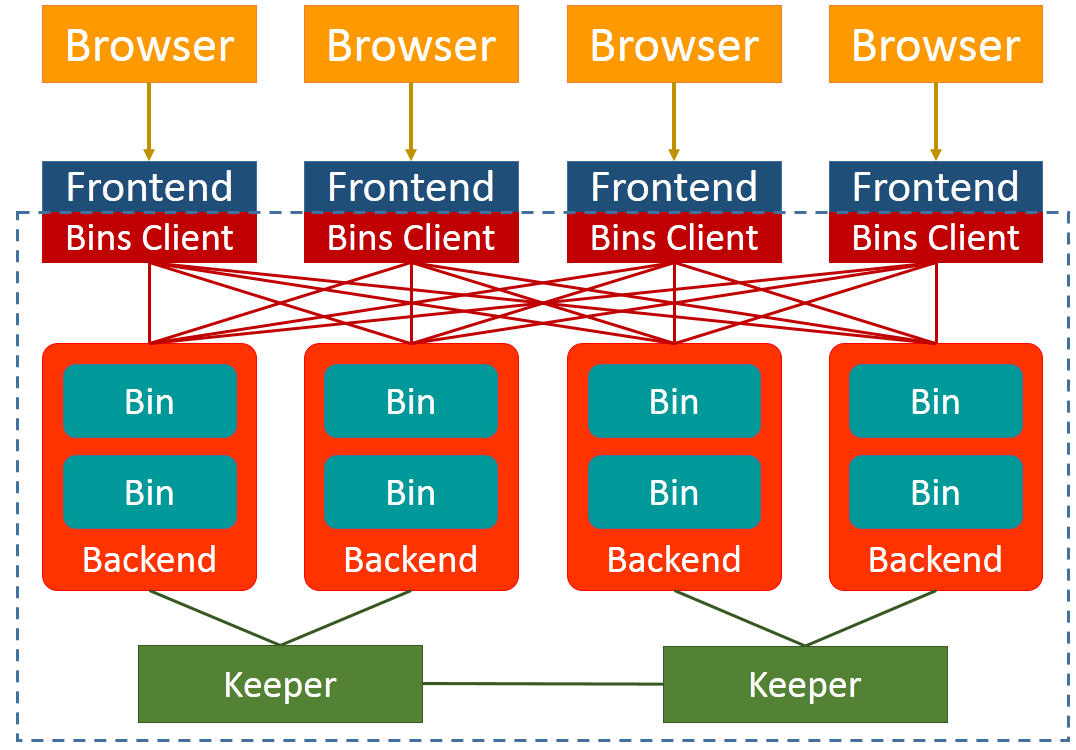 Browser Browser Browser Browser
Frontend Frontend Frontend Frontend
Bins Client Bins Client Bins Client Bins Client
Bin Bin Bin Bin
Bin Bin Bin Bin
Backend Backend Backend Backend
Keeper Keeper